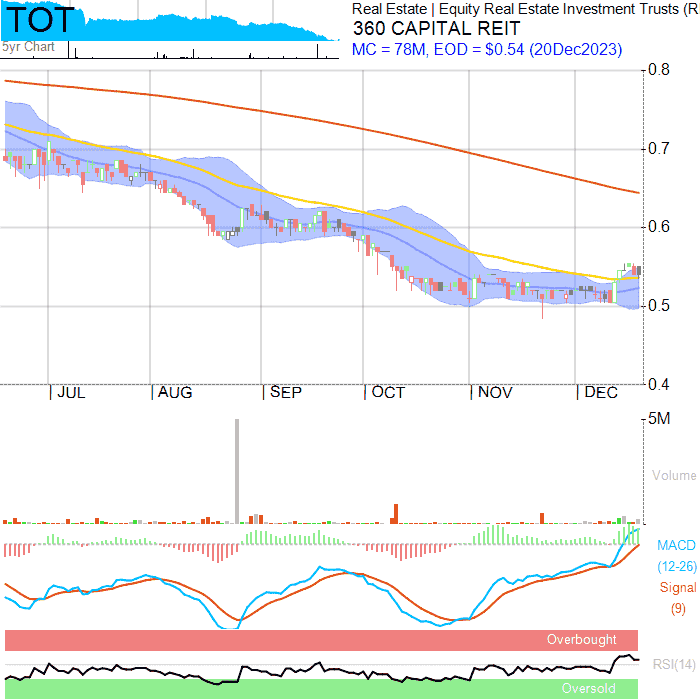 TOT
5yr Chart
Real Estate | Equity Real Estate Investment Trusts (R
360 CAPITAL REIT
MC = 78M, EOD = $0.54 (20Dec2023)
0.8
0.7
0.6
0.5
0.4
JUL AUG SEP OCT NOV DEC
5M
Volume
MACD
(12-26)
Signal
(9)
Overbought
RSI(14)
Oversold